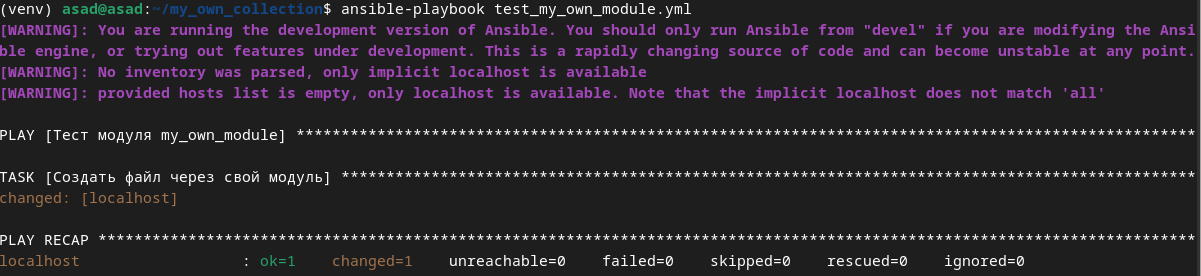 (venv) asad@asad:~/my_own_collection$ ansible-playbook test_my_own_module.yml
[WARNING]: You are running the development version of Ansible. You should only run Ansible from "devel" if you are modifying the Ansi
ble engine, or trying out features under development. This is a rapidly changing source of code and can become unstable at any point.
[WARNING]: No inventory was parsed, only implicit localhost is available
[WARNING]: provided hosts list is empty, only localhost is available. Note that the implicit localhost does not match 'all'
PLAY [Тест модуля my_own_module] ****************************************************************************************************
TASK [Создать файл через свой модуль] ***********************************************************************************************
changed: [localhost]
PLAY RECAP **************************************************************************************************************************
localhost                  : ok=1    changed=1    unreachable=0    failed=0    skipped=0    rescued=0    ignored=0